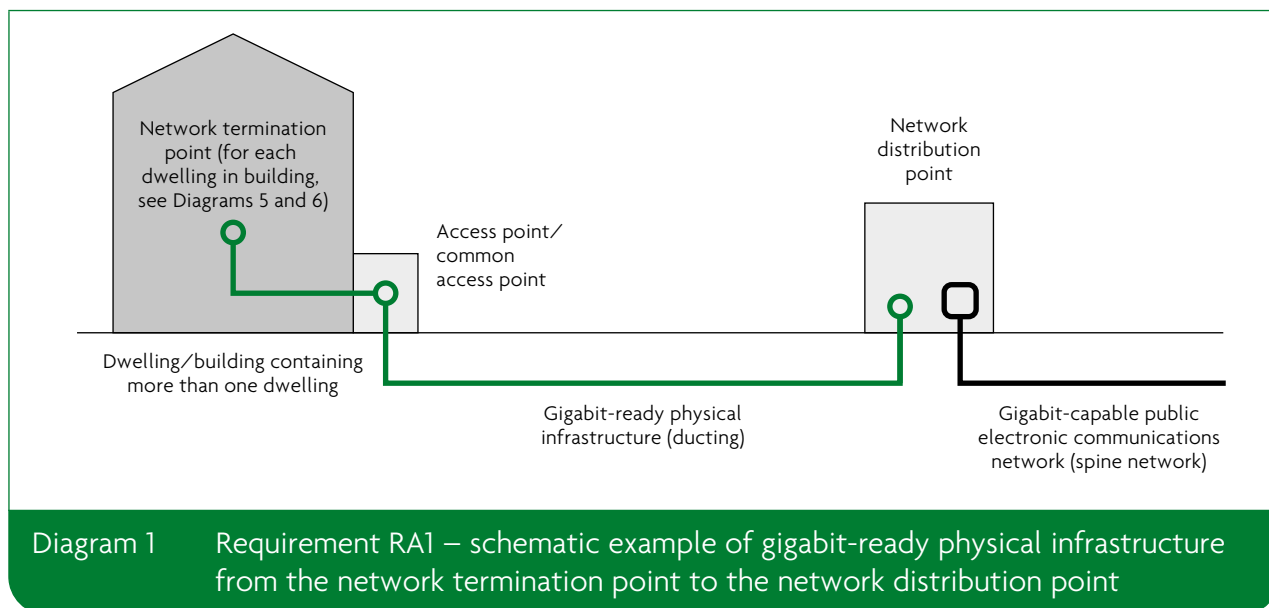 Network termination
point (for each
dwelling in building,
see Diagrams 5 and 6)
Access point/
common
access point
Network
distribution
point
Dwelling/building containing
more than one dwelling
Gigabit-ready physical
infrastructure (ducting)
Gigabit-capable public
electronic communications
network (spine network)
Diagram 1 Requirement RA1 – schematic example of gigabit-ready physical infrastructure
from the network termination point to the network distribution point